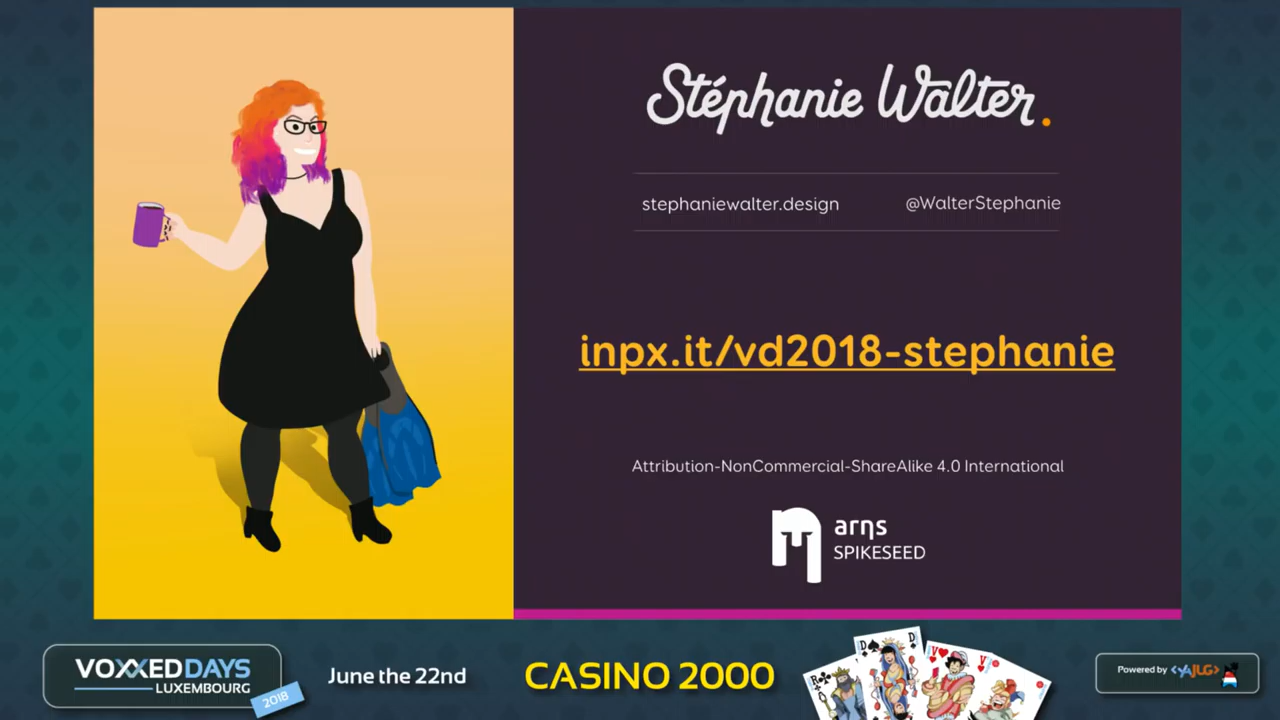 Stéphanie Walter.
stephaniewalter.design
@WalterStephanie
inpx.it/vd2018-stephanie
Attribution-NonCommercial-ShareAlike 4.0 International
arηs
SPIKESEED
VOXXEDDAYS
LUXEMBOURG
2018
June the 22nd
CASINO 2000
R
D
D
V
V
Powered by <YAJUG>